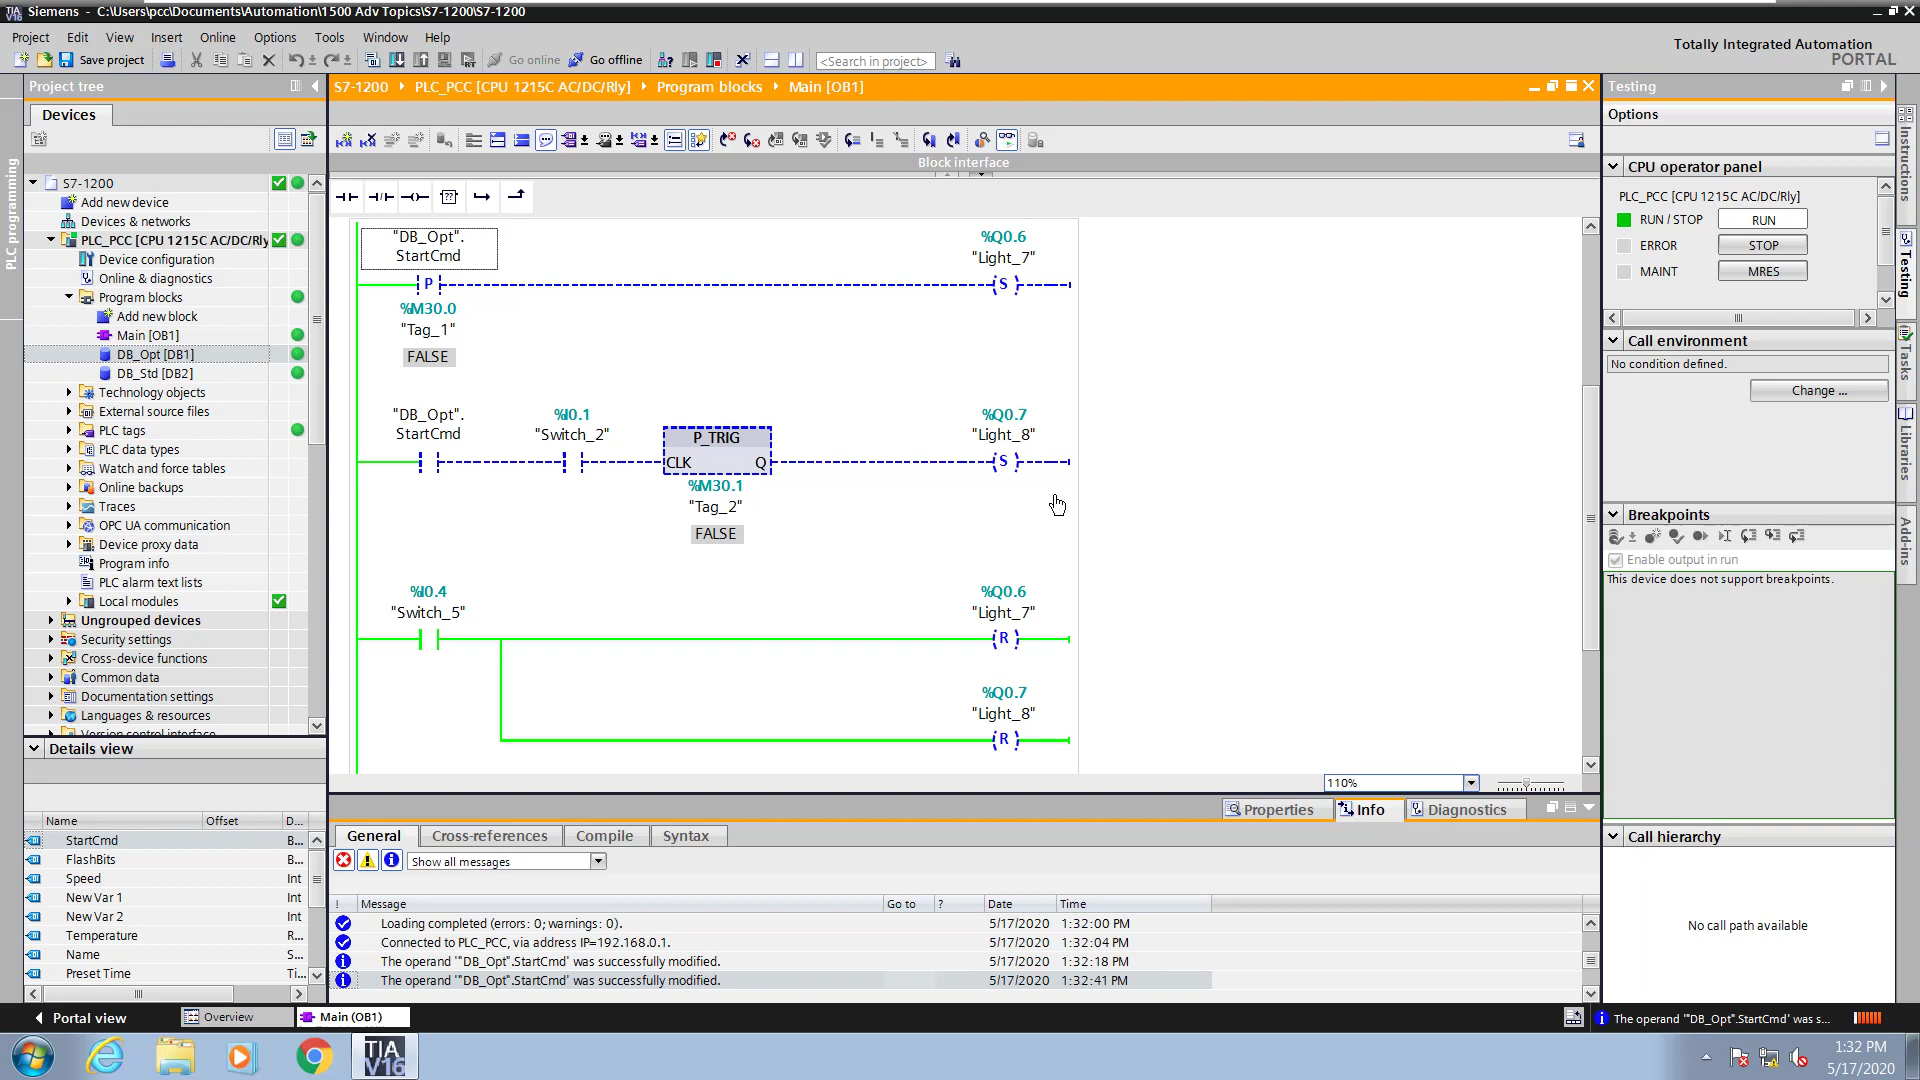 TIA V16 Siemens - C:\Users\pcc\Documents\Automation\1500 Adv Topics\S7-1200\S7-1200
Project Edit View Insert Online Options Tools Window Help
Totally Integrated Automation
PORTAL
Save project Go online Go offline <Search in project>
Project tree
S7-1200 PLC_PCC [CPU 1215C AC/DC/Rly] Program blocks Main [OB1]
Testing
Devices
Options
PLC programming
Block interface
S7-1200
Add new device
Devices & networks
PLC_PCC [CPU 1215C AC/DC/Rly
Device configuration
Online & diagnostics
Program blocks
Add new block
Main [OB1]
DB_Opt [DB1]
DB_Std [DB2]
Technology objects
External source files
PLC tags
PLC data types
Watch and force tables
Online backups
Traces
OPC UA communication
Device proxy data
Program info
PLC alarm text lists
Local modules
Ungrouped devices
Security settings
Cross-device functions
Common data
Documentation settings
Languages & resources
Version control interface
Details view
Name Offset D...
StartCmd B...
FlashBits B...
Speed Int
New Var 1 Int
New Var 2 Int
Temperature R...
Name S...
Preset Time Ti...
"DB_Opt".
StartCmd
P
%M30.0
"Tag_1"
FALSE
%Q0.6
"Light_7"
S
"DB_Opt".
StartCmd
%I0.1
"Switch_2"
P_TRIG
CLK Q
%M30.1
"Tag_2"
FALSE
%Q0.7
"Light_8"
S
%I0.4
"Switch_5"
%Q0.6
"Light_7"
R
%Q0.7
"Light_8"
R
110%
Properties Info Diagnostics
General Cross-references Compile Syntax
Show all messages
! Message Go to ? Date Time
Loading completed (errors: 0; warnings: 0). 5/17/2020 1:32:00 PM
Connected to PLC_PCC, via address IP=192.168.0.1. 5/17/2020 1:32:04 PM
The operand '"DB_Opt".StartCmd' was successfully modified. 5/17/2020 1:32:18 PM
The operand '"DB_Opt".StartCmd' was successfully modified. 5/17/2020 1:32:41 PM
CPU operator panel
PLC_PCC [CPU 1215C AC/DC/Rly]
RUN / STOP RUN
ERROR STOP
MAINT MRES
Call environment
No condition defined.
Change ...
Breakpoints
Enable output in run
This device does not support breakpoints.
Call hierarchy
No call path available
Instructions
Testing
Tasks
Libraries
Add-ins
Portal view Overview Main (OB1) The operand '"DB_Opt".StartCmd' was s...
TIA
V16
1:32 PM
5/17/2020